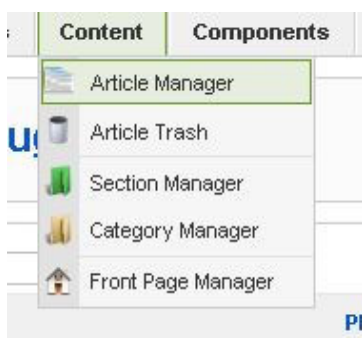 Content Components
Article Manager
Article Trash
Section Manager
Category Manager
Front Page Manager